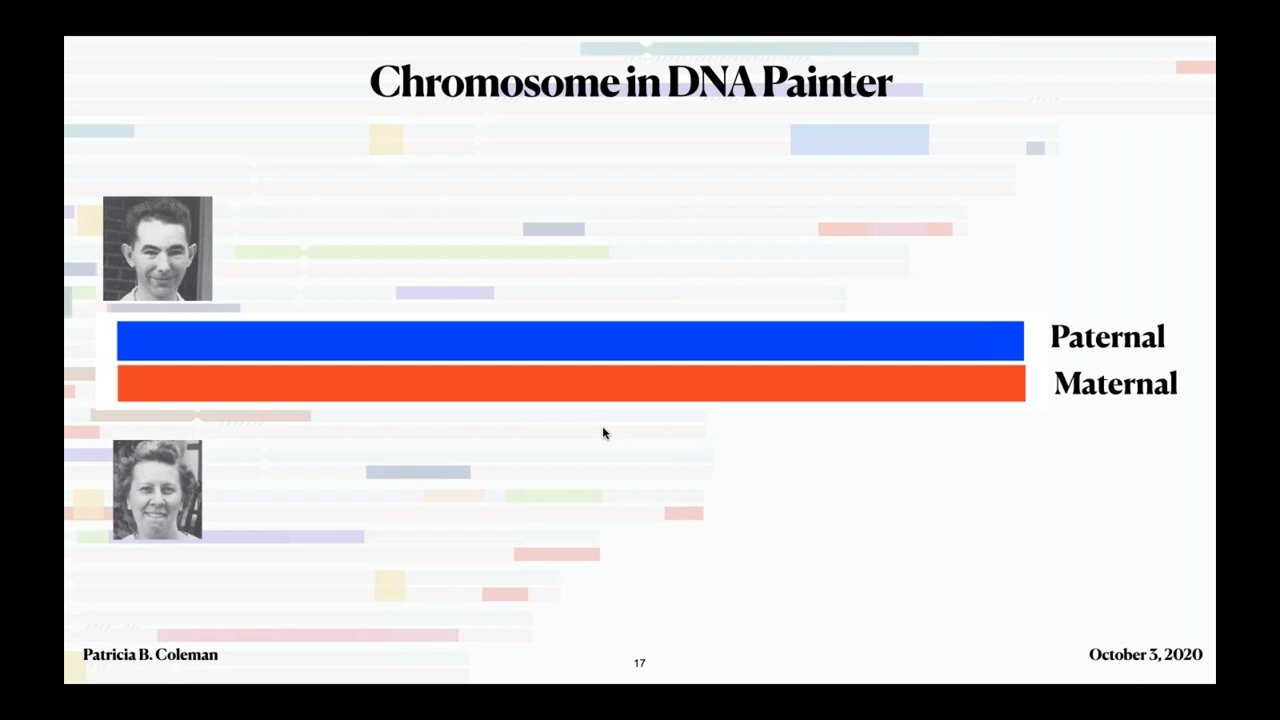 Chromosome in DNA Painter
Paternal
Maternal
Patricia B. Coleman
17
October 3, 2020